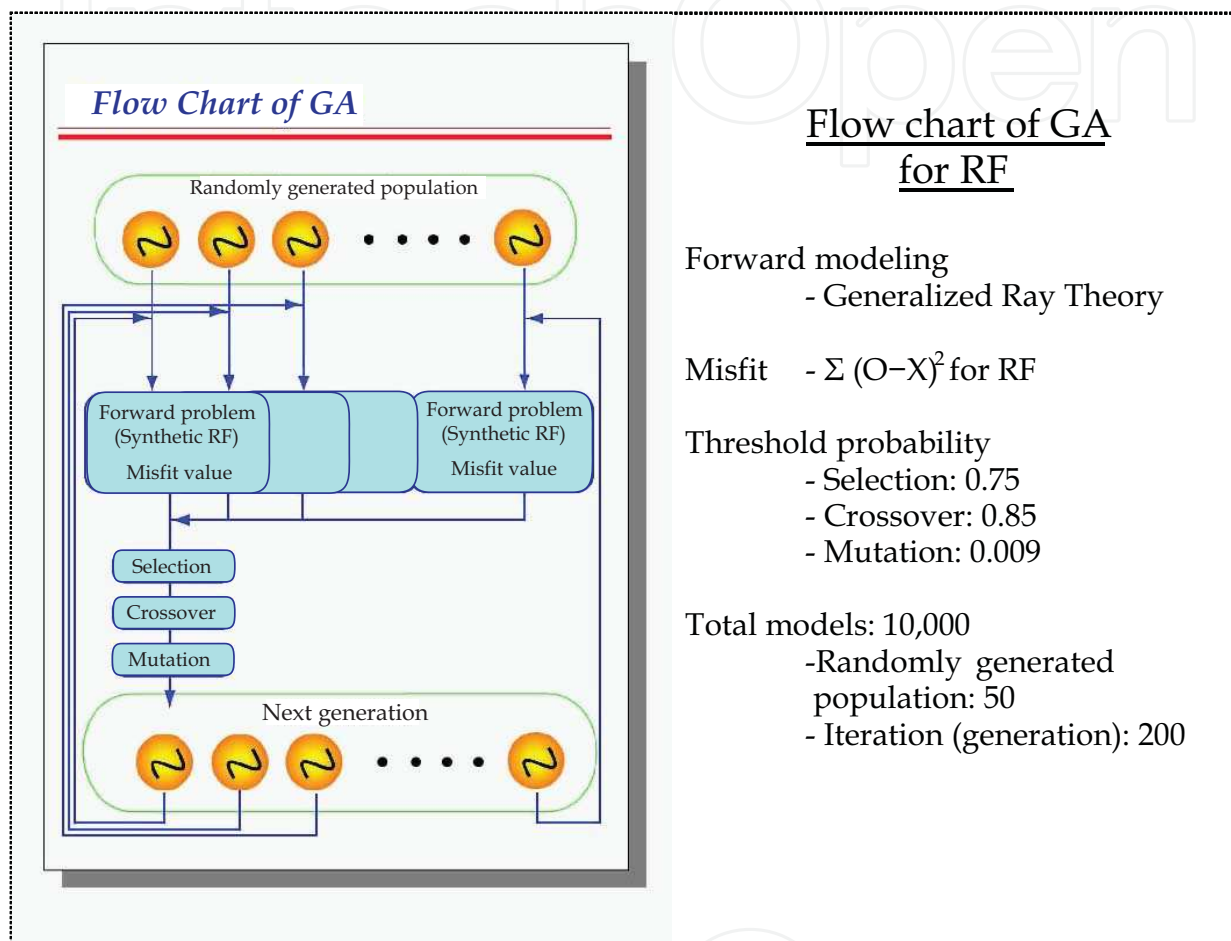 Open
Flow Chart of GA
Randomly generated population
Forward problem
(Synthetic RF)
Misfit value
Forward problem
(Synthetic RF)
Misfit value
Selection
Crossover
Mutation
Next generation
Flow chart of GA
for RF
Forward modeling
- Generalized Ray Theory
Misfit - Σ (O−X)² for RF
Threshold probability
- Selection: 0.75
- Crossover: 0.85
- Mutation: 0.009
Total models: 10,000
-Randomly generated
population: 50
- Iteration (generation): 200